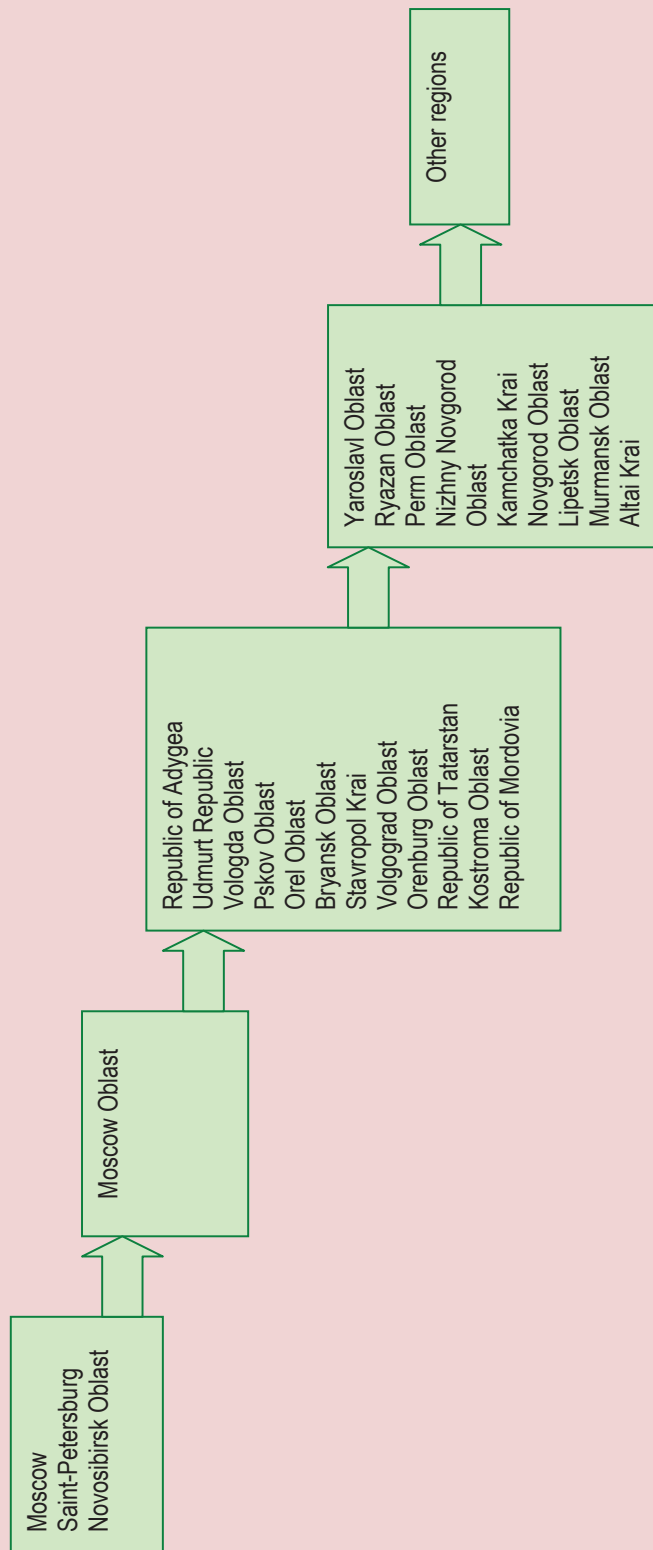 Moscow
Saint-Petersburg
Novosibirsk Oblast
Moscow Oblast
Republic of Adygea
Udmurt Republic
Vologda Oblast
Pskov Oblast
Orel Oblast
Bryansk Oblast
Stavropol Krai
Volgograd Oblast
Orenburg Oblast
Republic of Tatarstan
Kostroma Oblast
Republic of Mordovia
Yaroslavl Oblast
Ryazan Oblast
Perm Oblast
Nizhny Novgorod
Oblast
Kamchatka Krai
Novgorod Oblast
Lipetsk Oblast
Murmansk Oblast
Altai Krai
Other regions